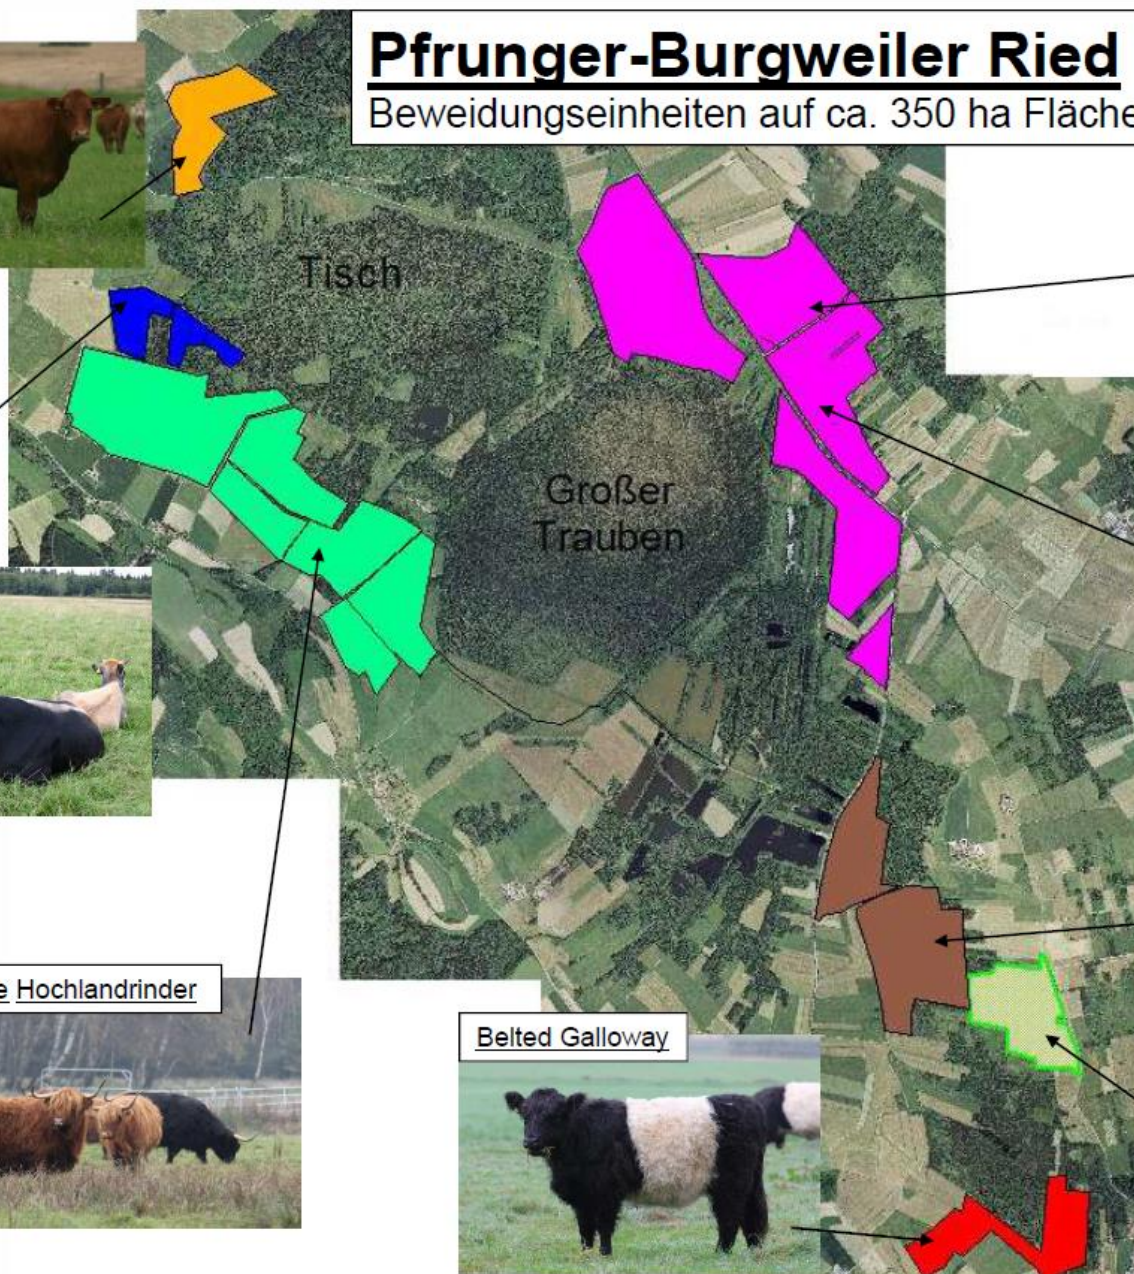 Pfrunger-Burgweiler Ried
Beweidungseinheiten auf ca. 350 ha Fläche
Tisch
Großer
Trauben
e Hochlandrinder
Belted Galloway